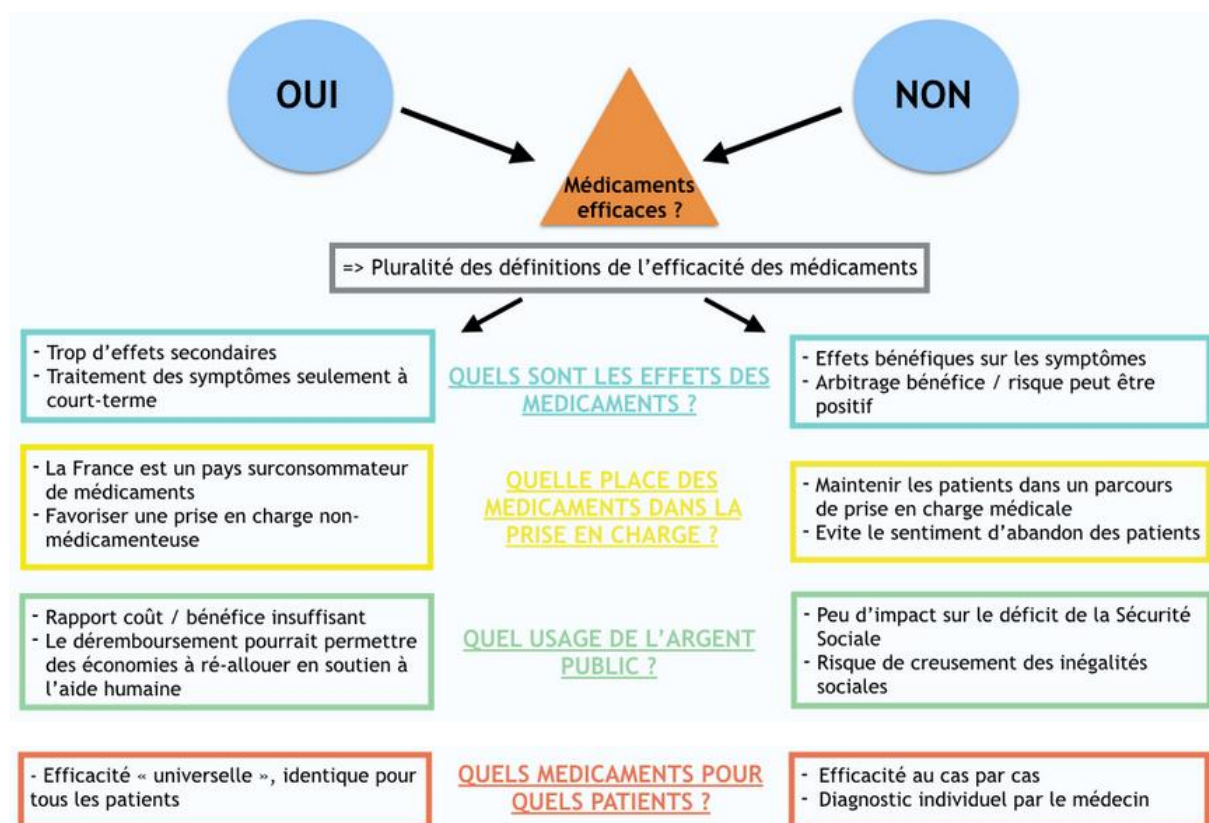 OUI
NON
Médicaments
efficaces ?
=> Pluralité des définitions de l'efficacité des médicaments
- Trop d'effets secondaires
- Traitement des symptômes seulement à
court-terme
QUELS SONT LES EFFETS DES
MEDICAMENTS ?
- Effets bénéfiques sur les symptômes
- Arbitrage bénéfice / risque peut être
positif
- La France est un pays surconsommateur
de médicaments
- Favoriser une prise en charge non-
médicamenteuse
QUELLE PLACE DES
MEDICAMENTS DANS LA
PRISE EN CHARGE ?
- Maintenir les patients dans un parcours
de prise en charge médicale
- Evite le sentiment d'abandon des patients
- Rapport coût / bénéfice insuffisant
- Le déremboursement pourrait permettre
des économies à ré-allouer en soutien à
l'aide humaine
QUEL USAGE DE L'ARGENT
PUBLIC ?
- Peu d'impact sur le déficit de la Sécurité
Sociale
- Risque de creusement des inégalités
sociales
- Efficacité « universelle », identique pour
tous les patients
QUELS MEDICAMENTS POUR
QUELS PATIENTS ?
- Efficacité au cas par cas
- Diagnostic individuel par le médecin